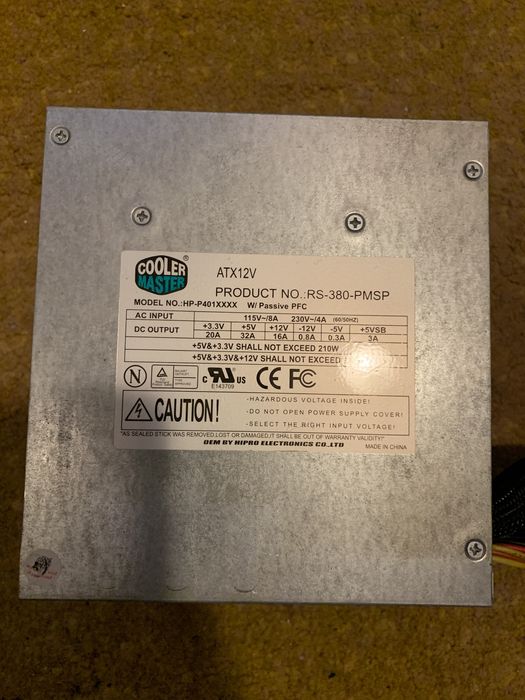 COOLER MASTER ®
ATX12V
PRODUCT NO.:RS-380-PMSP
MODEL NO.:HP-P401XXXX W/ Passive PFC
AC INPUT 115V~/8A 230V~/4A (60/50HZ)
DC OUTPUT +3.3V +5V +12V -12V -5V +5VSB
20A 32A 16A 0.8A 0.3A 3A
+5V&+3.3V SHALL NOT EXCEED 210W
+5V&+3.3V&+12V SHALL NOT EXCEED
N C UL US CE FC
E143709
CAUTION!
-HAZARDOUS VOLTAGE INSIDE!
-DO NOT OPEN POWER SUPPLY COVER!
-SELECT THE RIGHT INPUT VOLTAGE!
"AS SEALED STICK WAS REMOVED.LOST OR DAMAGED.IT SHALL BE OUT OF WARRANTY VALIDITY!"
OEM BY HIPRO ELECTRONICS CO.,LTD
MADE IN CHINA